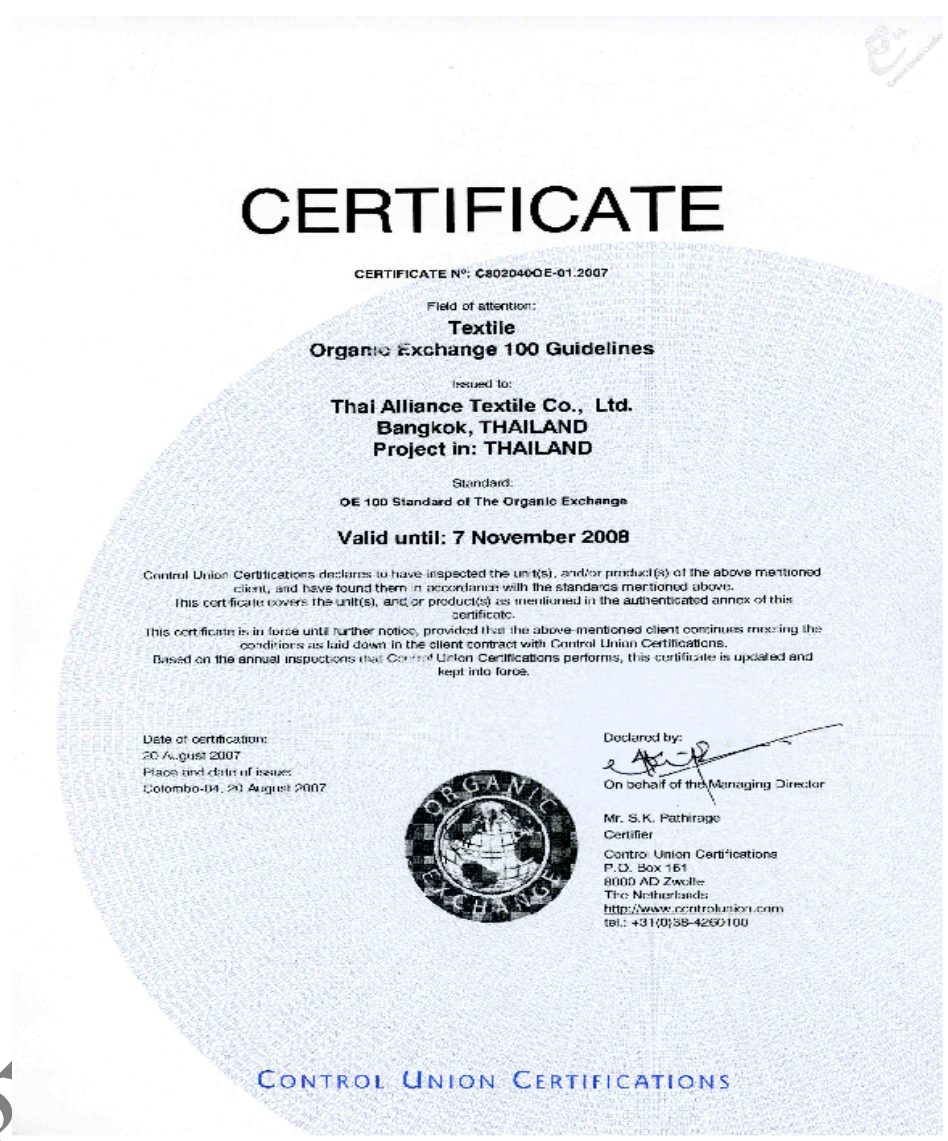 CERTIFICATE
CERTIFICATE Nº: C802040OE-01.2007
Field of attention:
Textile
Organic Exchange 100 Guidelines
Issued to:
Thai Alliance Textile Co., Ltd.
Bangkok, THAILAND
Project in: THAILAND
Standard:
OE 100 Standard of The Organic Exchange
Valid until: 7 November 2008
Control Union Certifications declares to have inspected the unit(s), and/or product(s) of the above mentioned
client, and have found them in accordance with the standards mentioned above.
This certificate covers the unit(s), and/or product(s) as mentioned in the authenticated annex of this
certificate.
This certificate is in force until further notice, provided that the above-mentioned client continues meeting the
conditions as laid down in the client contract with Control Union Certifications.
Based on the annual inspections that Control Union Certifications performs, this certificate is updated and
kept into force.
Date of certification:
20 August 2007
Place and date of issue:
Colombo-04, 20 August 2007
Declared by:
On behalf of the Managing Director
Mr. S.K. Pathirage
Certifier
Control Union Certifications
P.O. Box 161
8000 AD Zwolle
The Netherlands
http://www.controlunion.com
tel.: +31(0)38-4260100
ORGANIC
EXCHANGE
CONTROL UNION CERTIFICATIONS